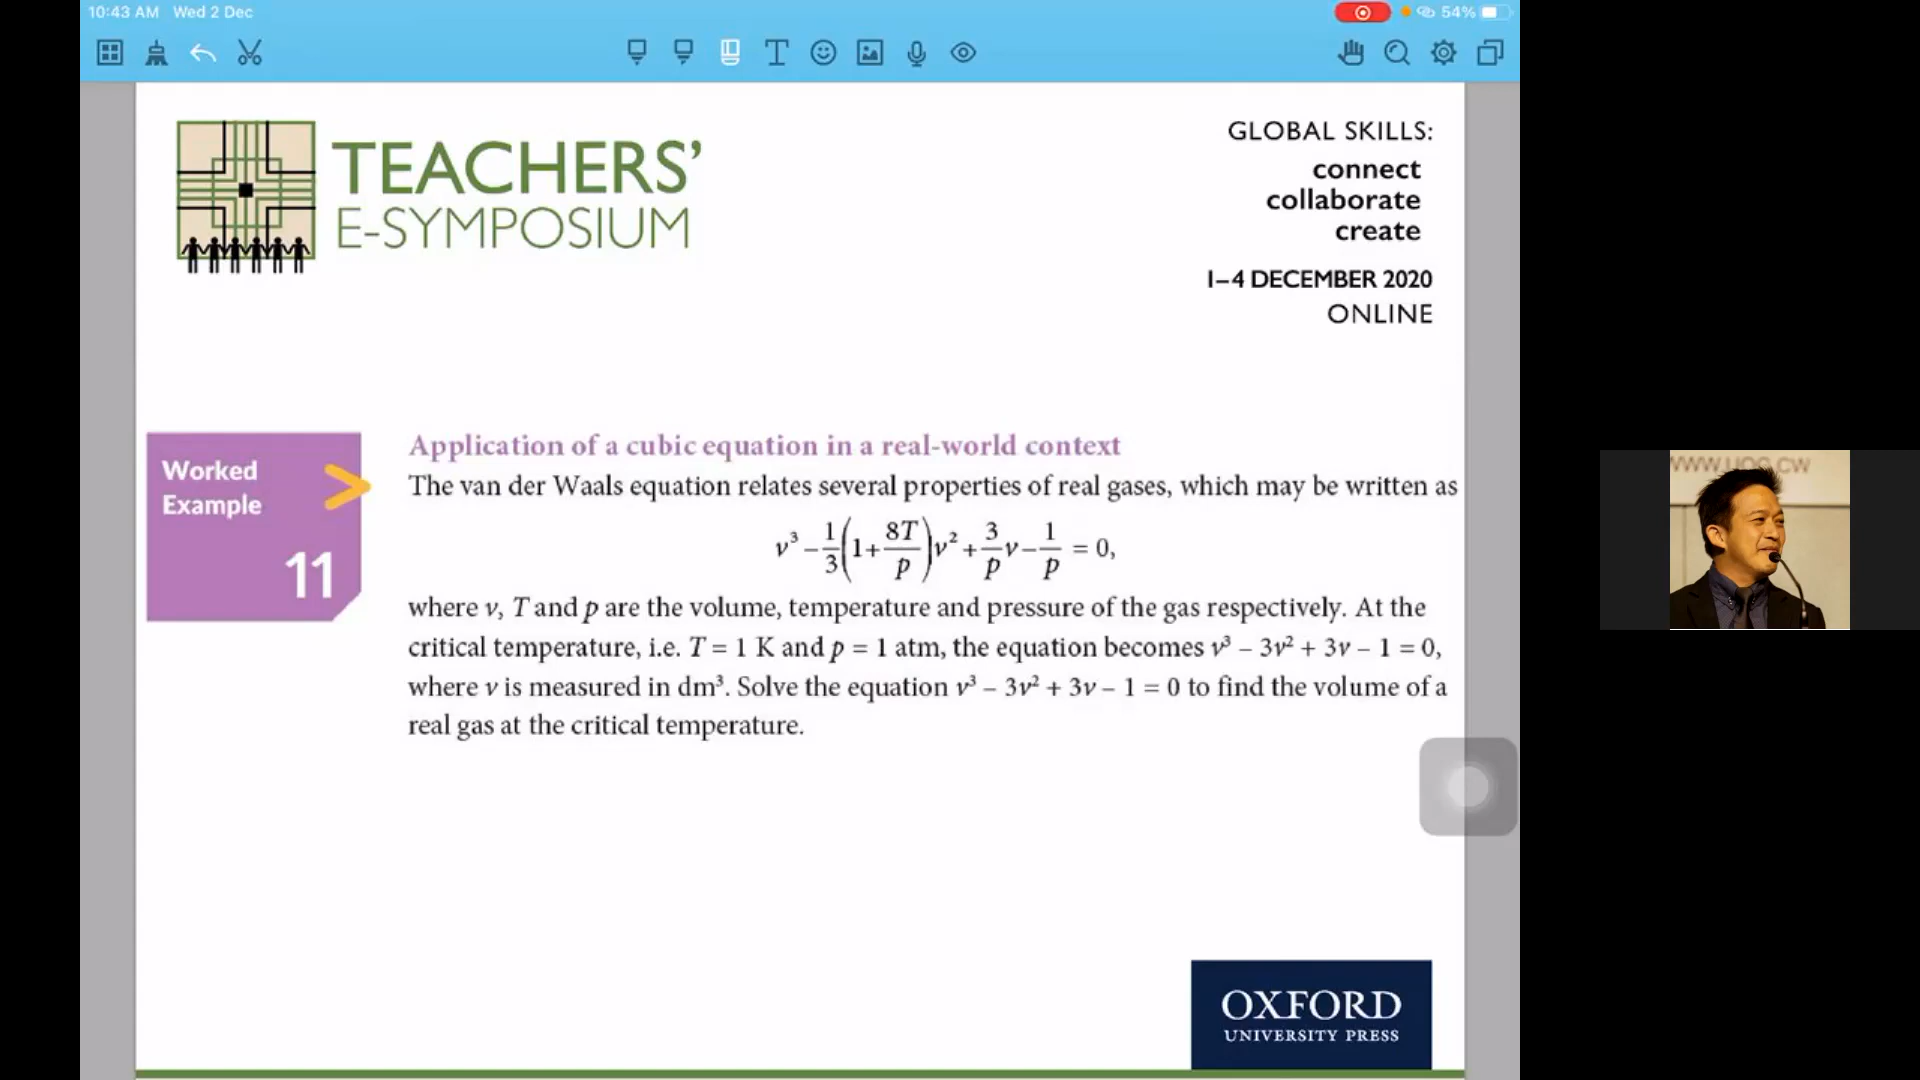 10:43 AM Wed 2 Dec
54%
TEACHERS’
E-SYMPOSIUM
GLOBAL SKILLS:
connect
collaborate
create
1–4 DECEMBER 2020
ONLINE
Worked
Example
11
Application of a cubic equation in a real-world context
The van der Waals equation relates several properties of real gases, which may be written as
v³ – 1/3(1 + 8T/p)v² + 3/p v – 1/p = 0,
where v, T and p are the volume, temperature and pressure of the gas respectively. At the
critical temperature, i.e. T = 1 K and p = 1 atm, the equation becomes v³ – 3v² + 3v – 1 = 0,
where v is measured in dm³. Solve the equation v³ – 3v² + 3v – 1 = 0 to find the volume of a
real gas at the critical temperature.
OXFORD
UNIVERSITY PRESS